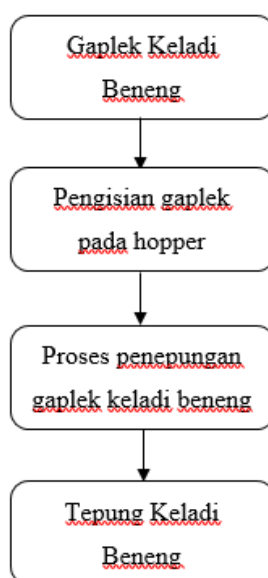 Gaplek Keladi
Beneng
Pengisian gaplek
pada hopper
Proses penepungan
gaplek keladi beneng
Tepung Keladi
Beneng